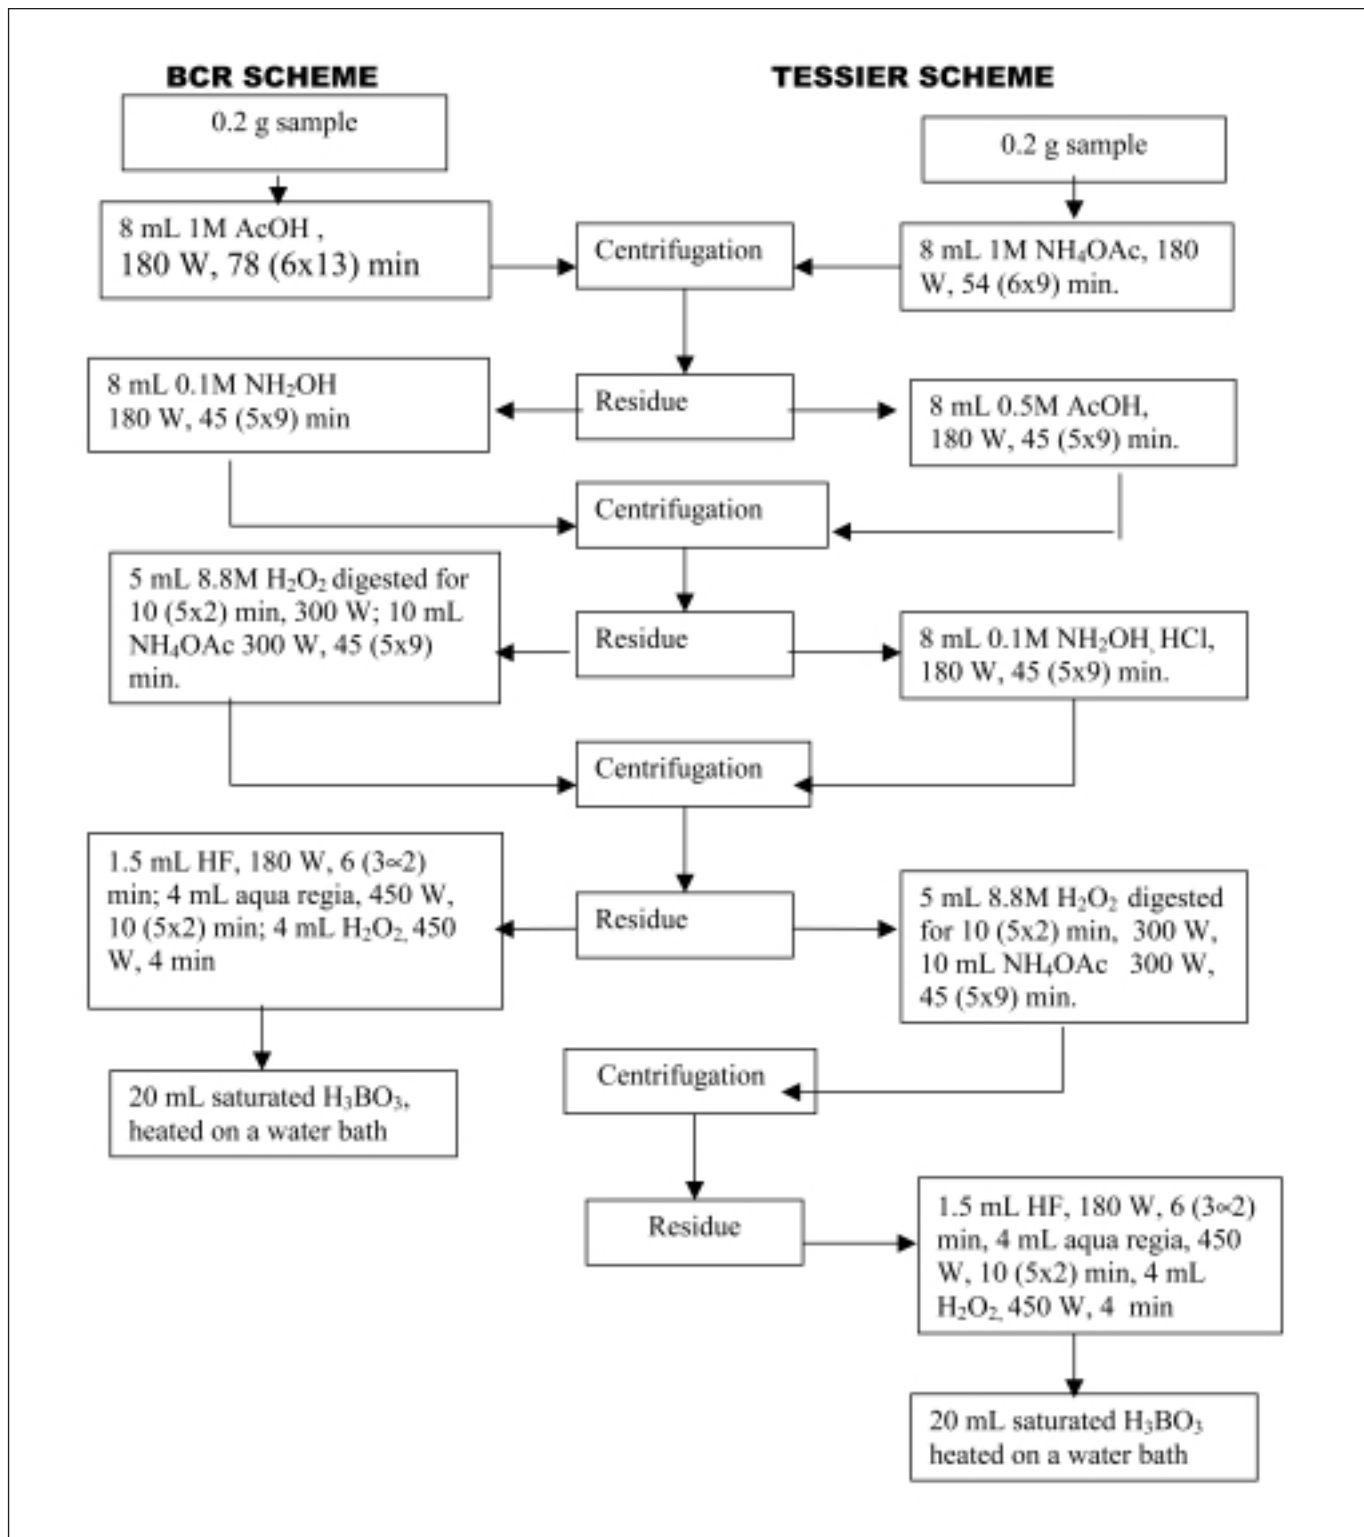 BCR SCHEME
TESSIER SCHEME
0.2 g sample
0.2 g sample
8 mL 1M AcOH ,
180 W, 78 (6x13) min
Centrifugation
8 mL 1M NH₄OAc, 180
W, 54 (6x9) min.
8 mL 0.1M NH₂OH
180 W, 45 (5x9) min
Residue
8 mL 0.5M AcOH,
180 W, 45 (5x9) min.
Centrifugation
5 mL 8.8M H₂O₂ digested for
10 (5x2) min, 300 W; 10 mL
NH₄OAc 300 W, 45 (5x9)
min.
Residue
8 mL 0.1M NH₂OH, HCl,
180 W, 45 (5x9) min.
Centrifugation
1.5 mL HF, 180 W, 6 (3∝2)
min; 4 mL aqua regia, 450 W,
10 (5x2) min; 4 mL H₂O₂, 450
W, 4 min
Residue
5 mL 8.8M H₂O₂ digested
for 10 (5x2) min, 300 W,
10 mL NH₄OAc 300 W,
45 (5x9) min.
Centrifugation
20 mL saturated H₃BO₃,
heated on a water bath
Residue
1.5 mL HF, 180 W, 6 (3∝2)
min, 4 mL aqua regia, 450
W, 10 (5x2) min, 4 mL
H₂O₂, 450 W, 4 min
20 mL saturated H₃BO₃
heated on a water bath